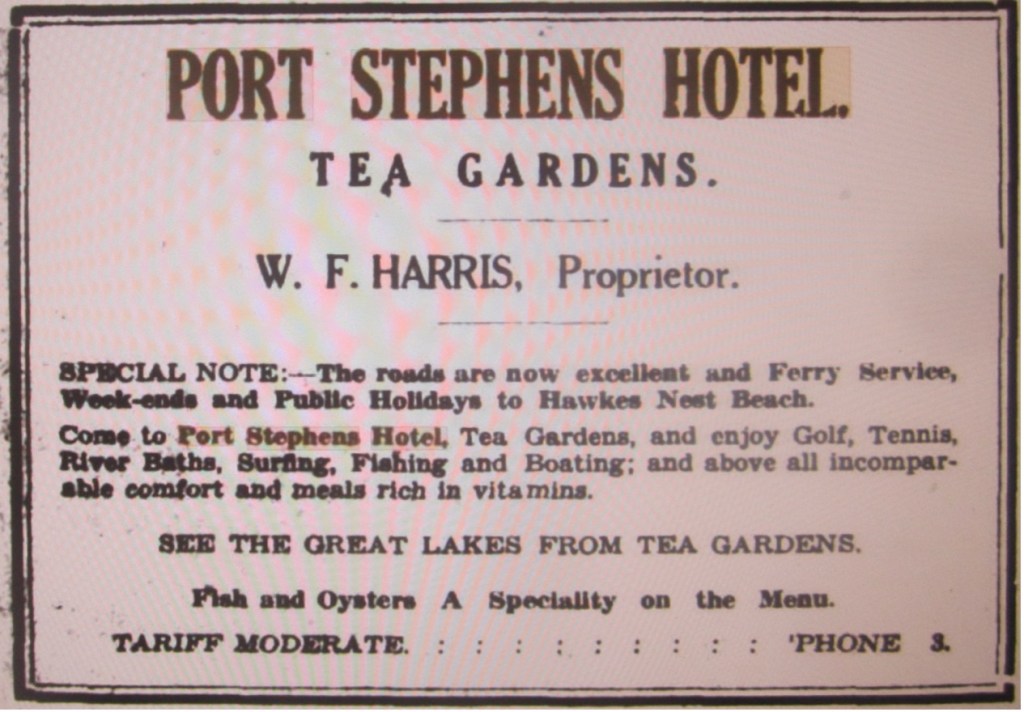 PORT STEPHENS HOTEL.
TEA GARDENS.
W. F. HARRIS, Proprietor.
SPECIAL NOTE:—The roads are now excellent and Ferry Service,
Week-ends and Public Holidays to Hawkes Nest Beach.
Come to Port Stephens Hotel, Tea Gardens, and enjoy Golf, Tennis,
River Baths, Surfing, Fishing and Boating; and above all incompar-
able comfort and meals rich in vitamins.
SEE THE GREAT LAKES FROM TEA GARDENS.
Fish and Oysters A Speciality on the Menu.
TARIFF MODERATE. : : : : : : : : : 'PHONE 3.